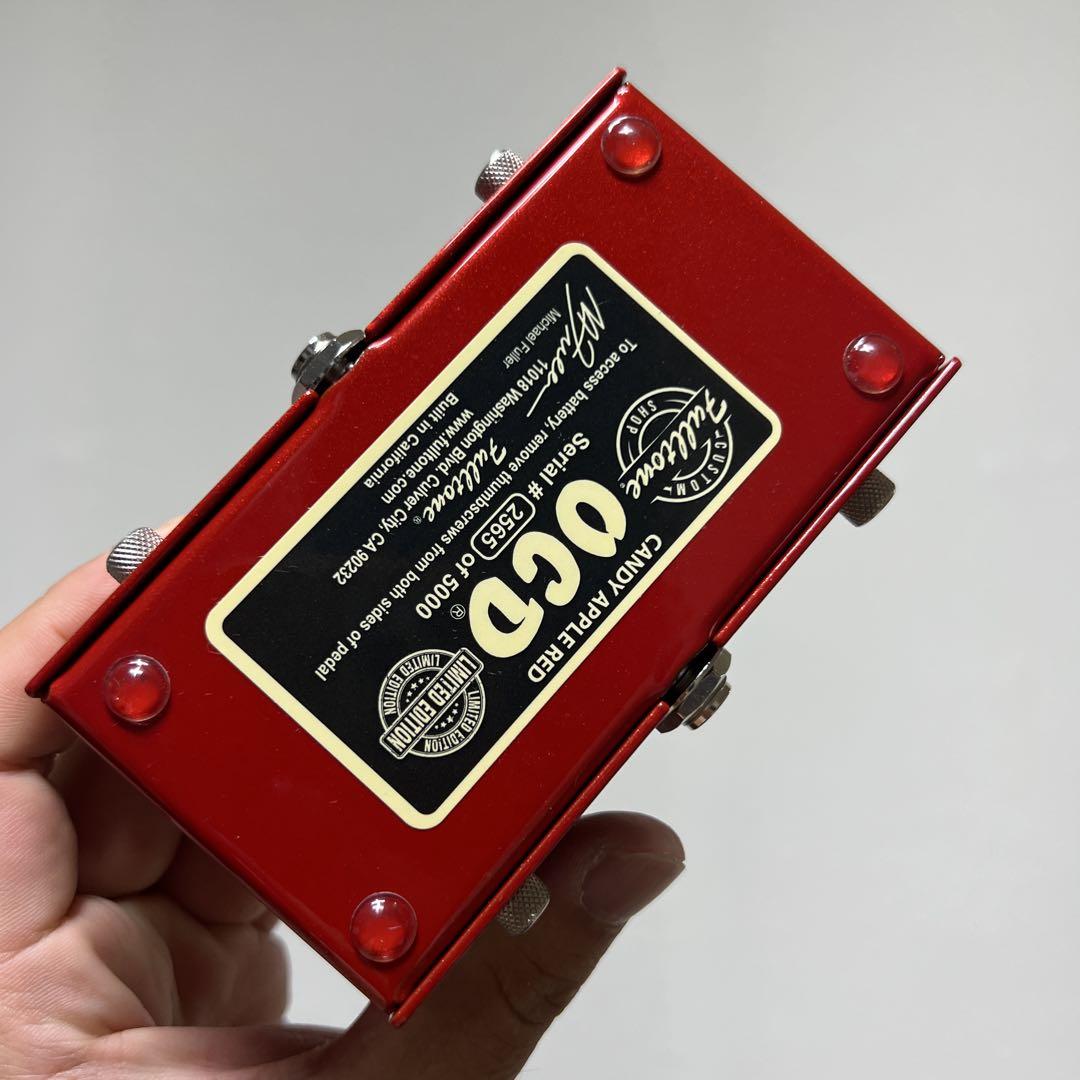 CANDY APPLE RED
Fulltone®
CUSTOM
SHOP
OCD®
LIMITED EDITION
LIMITED EDITION
LIMITED EDITION
Serial # 2565 of 5000
To access battery, remove thumbscrews from both sides of pedal
Michael Fuller
Fulltone®
11018 Washington Blvd. Culver City, CA 90232
www.fulltone.com
Built in California